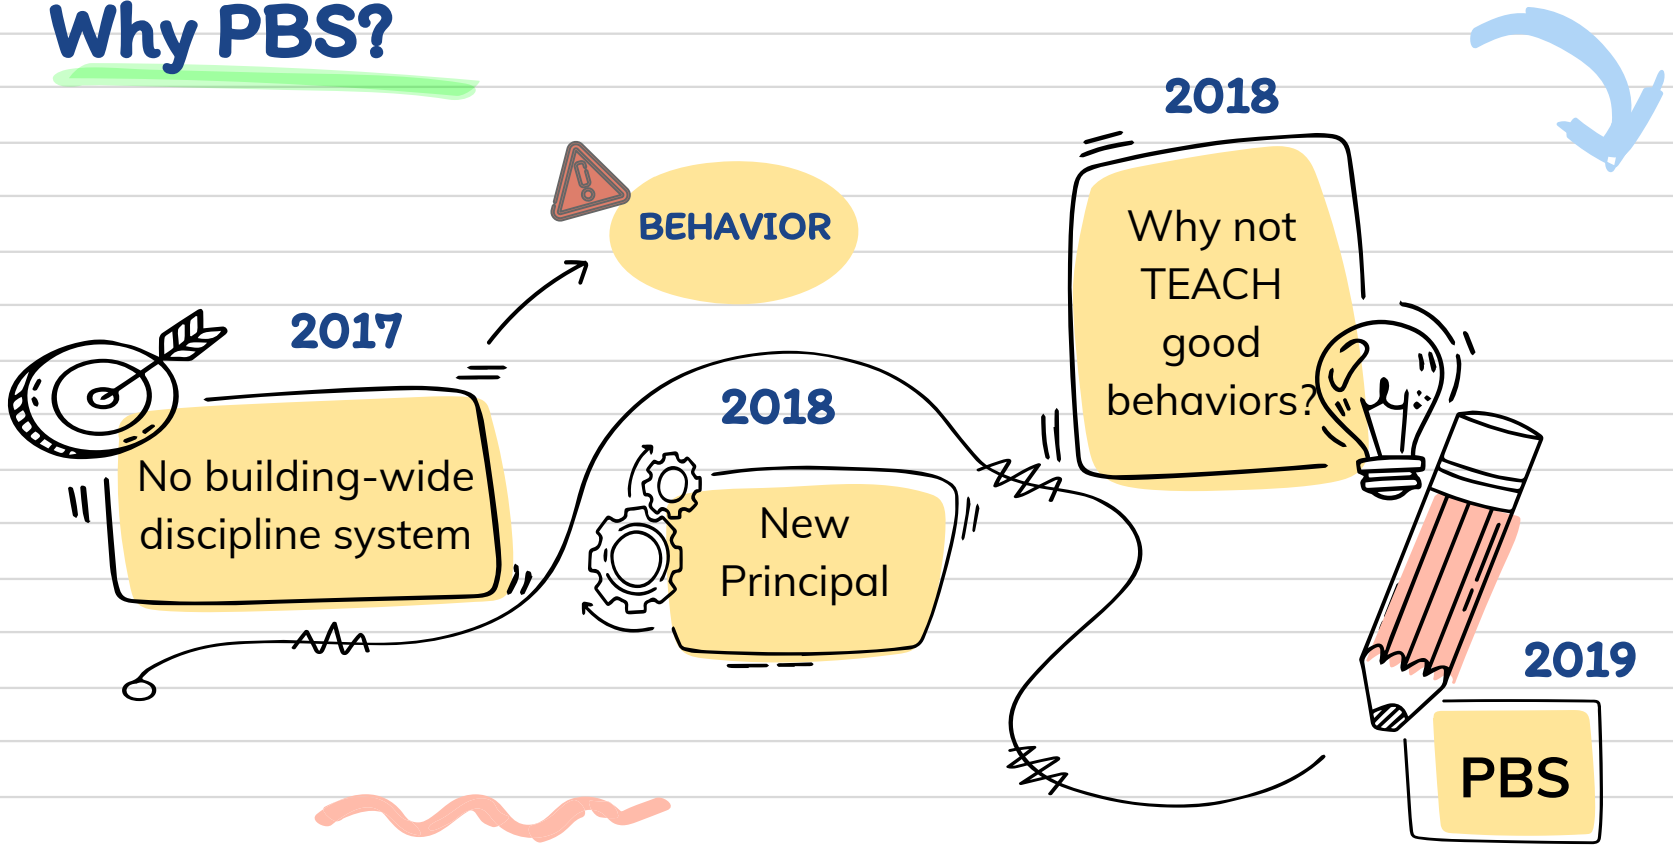 Why PBS?
2017
No building-wide
discipline system
BEHAVIOR
2018
New
Principal
2018
Why not
TEACH
good
behaviors?
2019
PBS